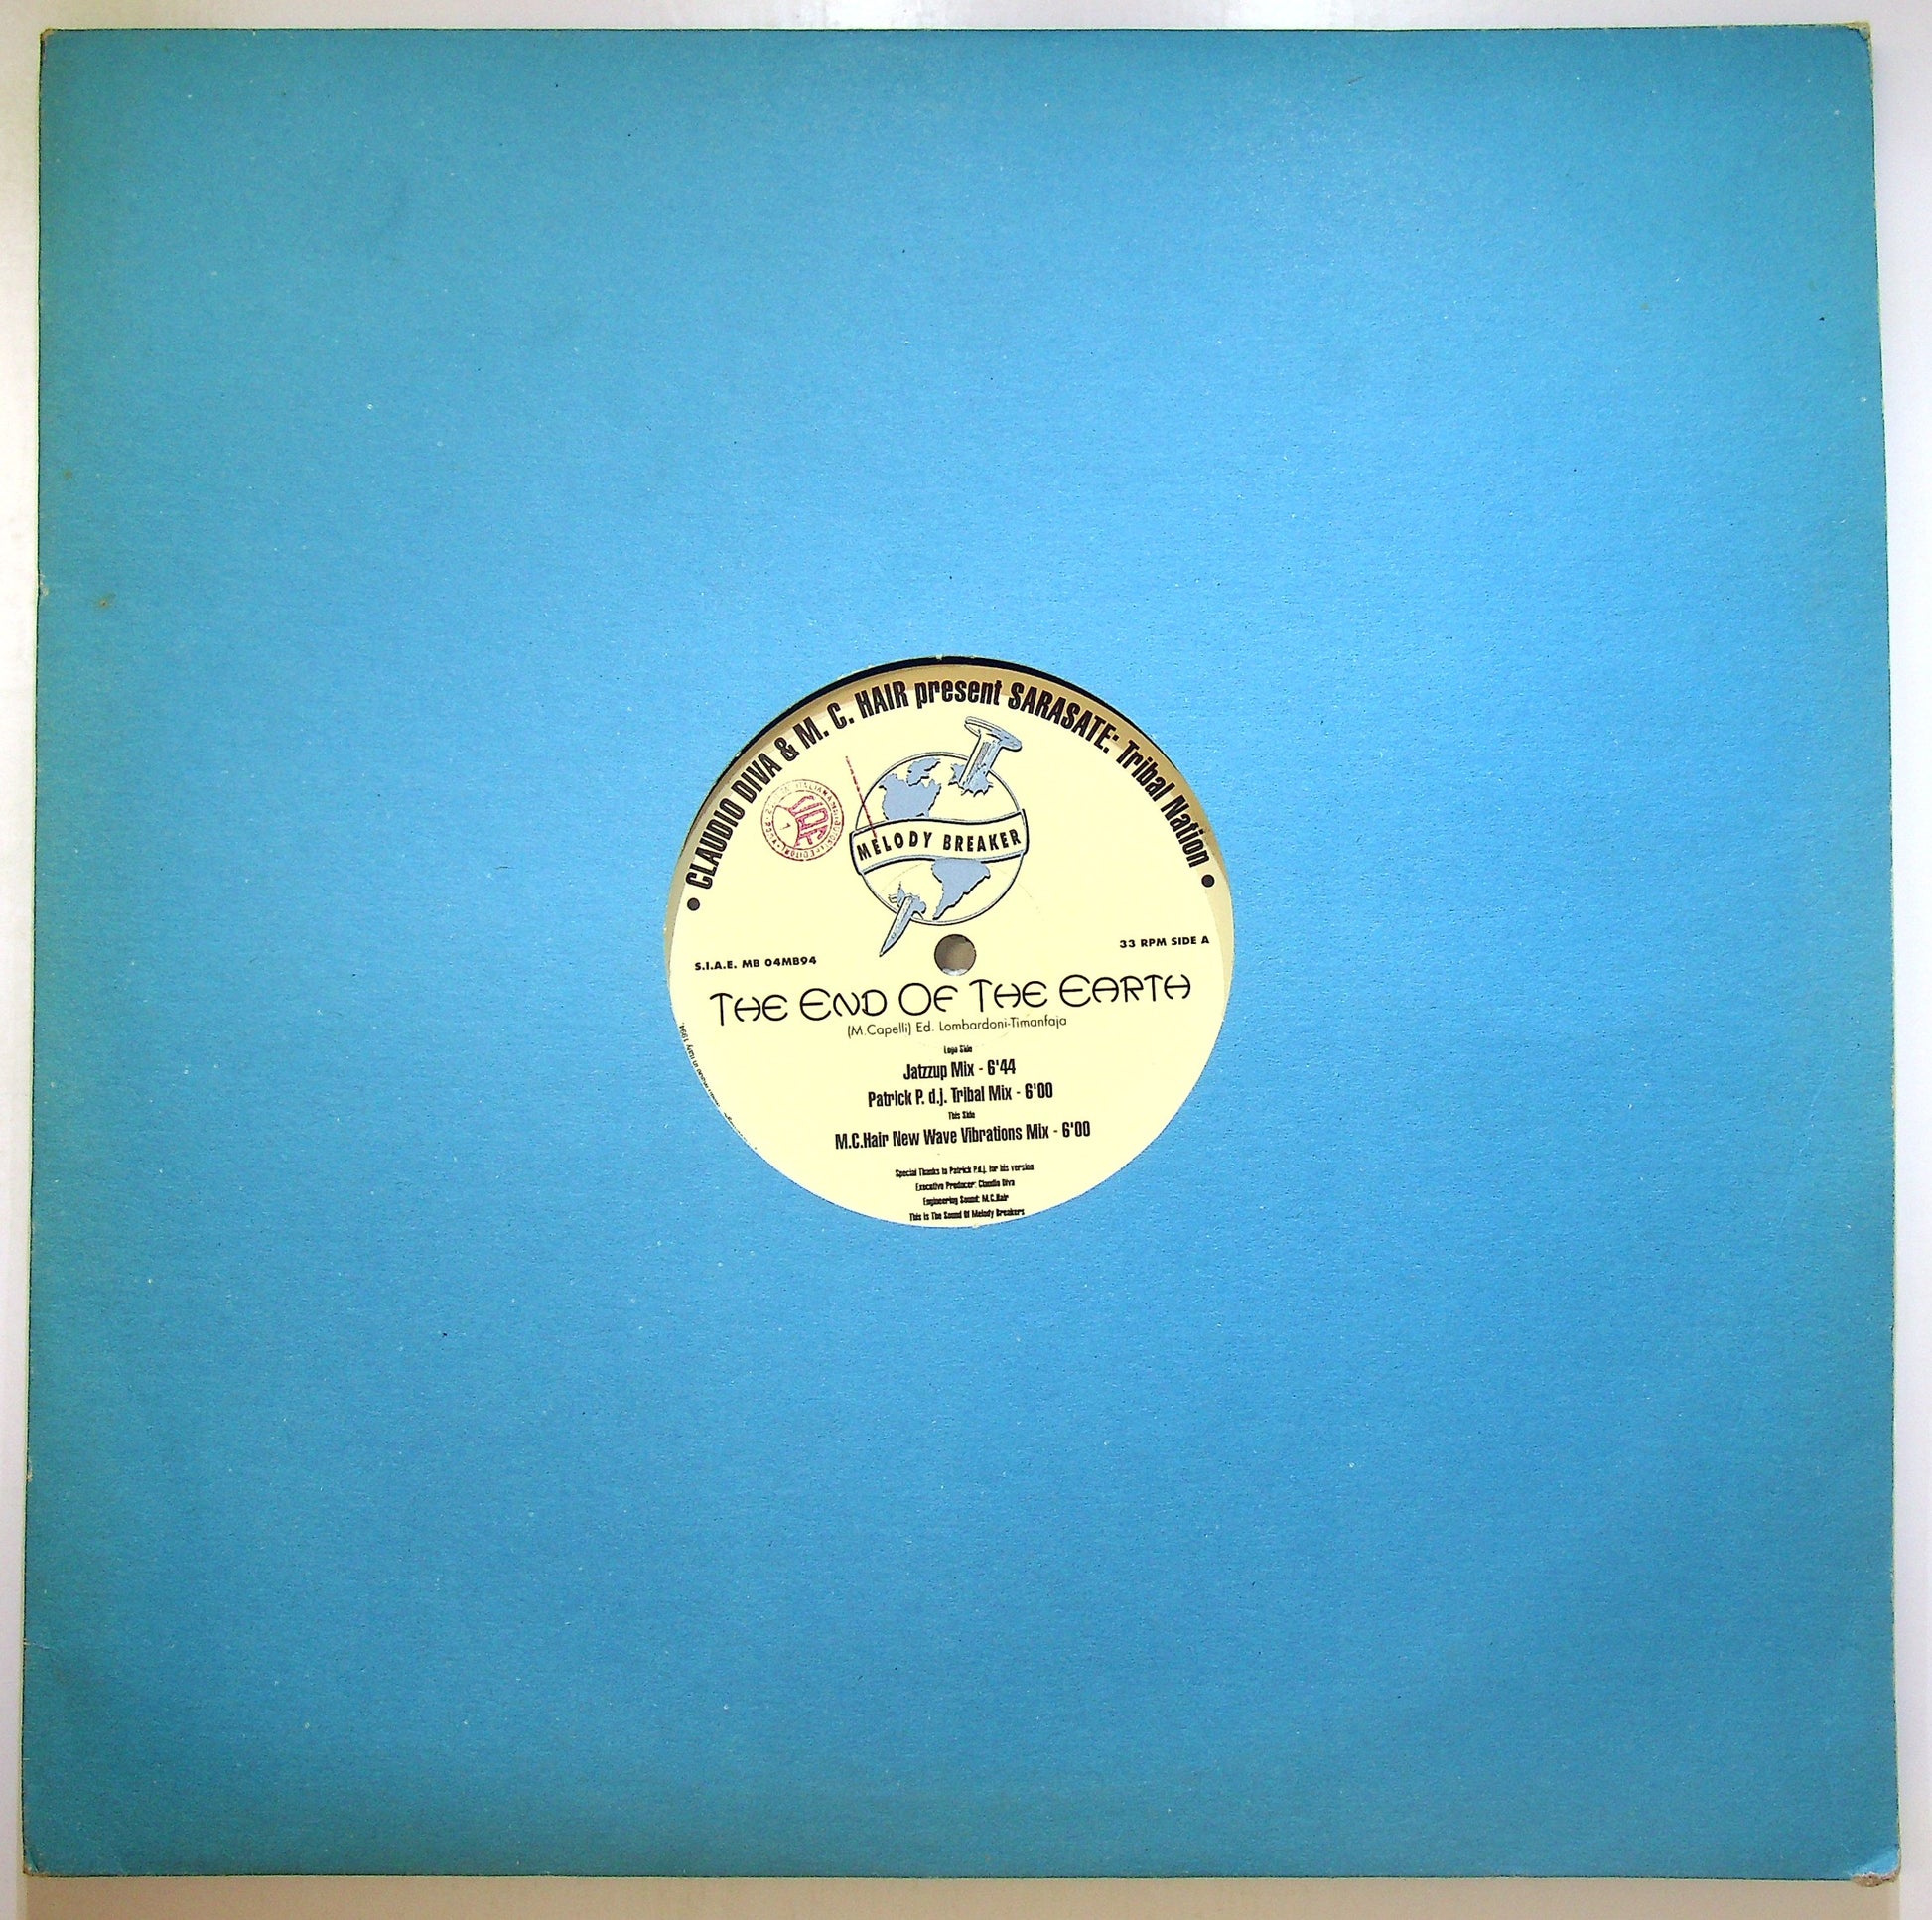 • CLAUDIO DIVA & M. C. HAIR present SARASATE: Tribal Nation •
MELODY BREAKER
S.I.A.E. MB 04MB94
33 RPM SIDE A
THE END OF THE EARTH
(M.Capelli) Ed. Lombardoni-Timanfaja
Logo Side
Jatzzup Mix - 6'44
Patrick P. d.j. Tribal Mix - 6'00
This Side
M.C.Hair New Wave Vibrations Mix - 6'00
Special Thanks to Patrick P.d.j. for his version
Executive Producer: Claudio Diva
Engineering Sound: M.C.Hair
This is The Sound Of Melody Breakers